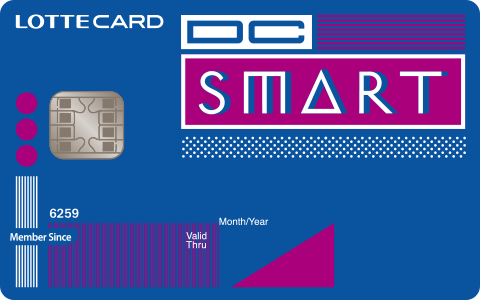 LOTTECARD
DC
SMART
6259
Month/Year
Member Since
Valid
Thru